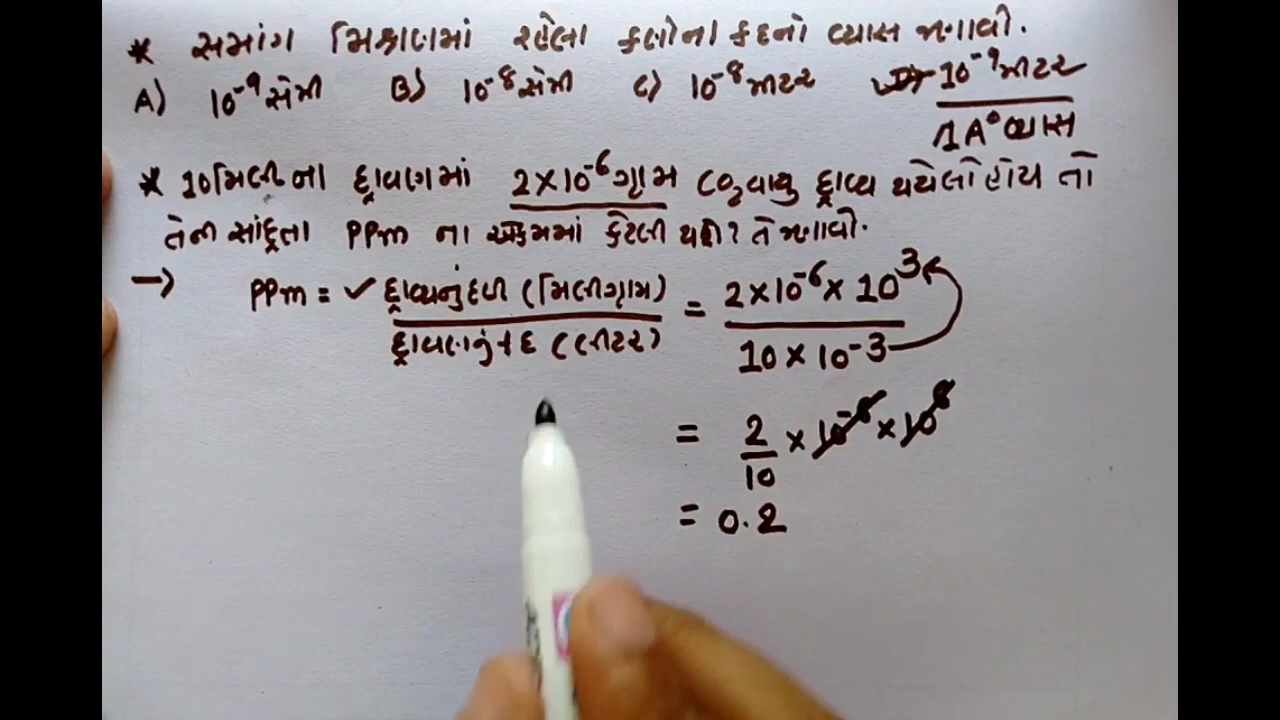 * સમાંગ મિશ્રણમાં રહેલા કણોના કદનો વ્યાસ જણાવો.
A) 10⁻⁹ સેમી B) 10⁻⁸ સેમી C) 10⁻⁸ મીટર D) 10⁻⁹ મીટર
1A° વ્યાસ
* 10 મિલી ના દ્રાવણમાં 2×10⁻⁶ ગ્રામ CO₂ વાયુ દ્રાવ્ય થયેલો હોય તો
તેની સાંદ્રતા PPm ના એકમમાં કેટલી થશે? તે જણાવો.
→ PPm = ✓ દ્રાવ્યનું દળ (મિલીગ્રામ) / દ્રાવણનું કદ (લીટર) = 2×10⁻⁶ × 10³ / 10 × 10⁻³
= 2/10 × 10⁻⁶ × 10⁶
= 0.2